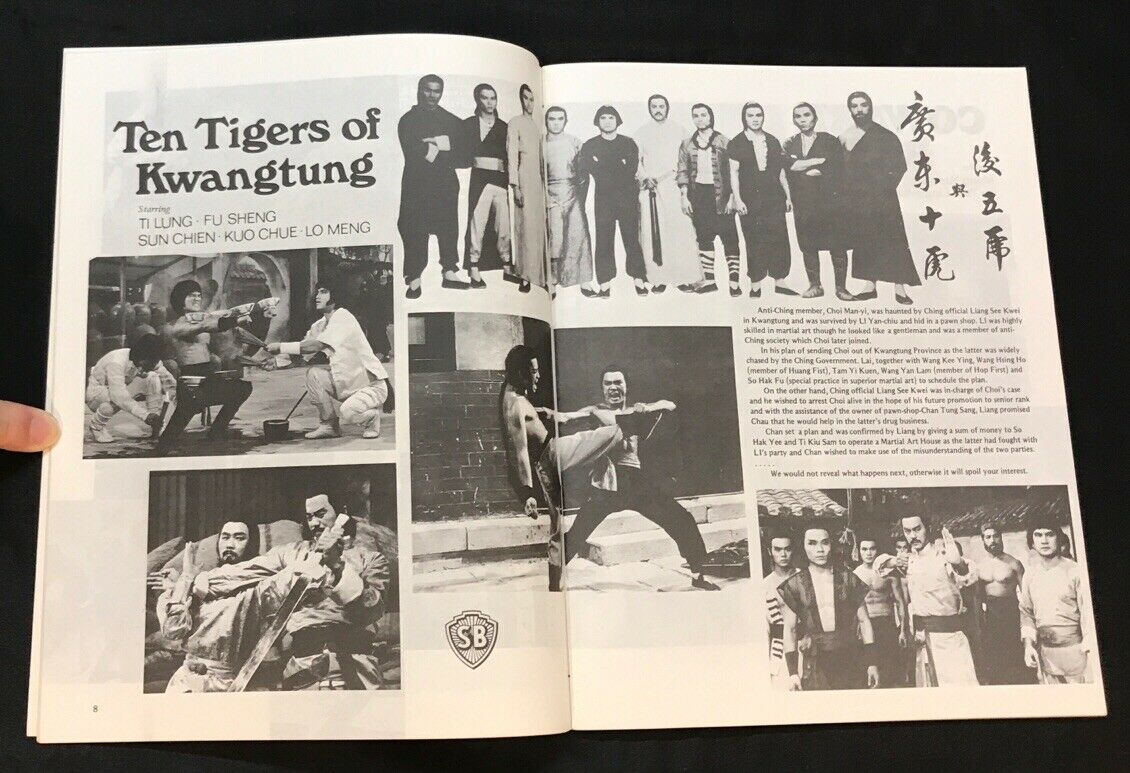 Ten Tigers of
Kwangtung
Starring
TI LUNG · FU SHENG
SUN CHIEN · KUO CHUE · LO MENG
SB
8
廣東十虎
與
後五虎
Anti-Ching member, Choi Man-yi, was haunted by Ching official Liang See Kwei
in Kwangtung and was survived by LI Yan-chiu and hid in a pawn shop. LI was highly
skilled in martial art though he looked like a gentleman and was a member of anti-
Ching society which Choi later joined.
In his plan of sending Choi out of Kwangtung Province as the latter was widely
chased by the Ching Government. Lai, together with Wang Kee Ying, Wang Hsing Ho
(member of Huang Fist), Tam Yi Kuen, Wang Yan Lam (member of Hop First) and
So Hak Fu (special practice in superior martial art) to schedule the plan.
On the other hand, Ching official Liang See Kwei was in-charge of Choi's case
and he wished to arrest Choi alive in the hope of his future promotion to senior rank
and with the assistance of the owner of pawn-shop-Chan Tung Sang, Liang promised
Chau that he would help in the latter's drug business.
Chan set a plan and was confirmed by Liang by giving a sum of money to So
Hak Yee and Ti Kiu Sam to operate a Martial Art House as the latter had fought with
LI's party and Chan wished to make use of the misunderstanding of the two parties.
. . . . .
We would not reveal what happens next, otherwise it will spoil your interest.